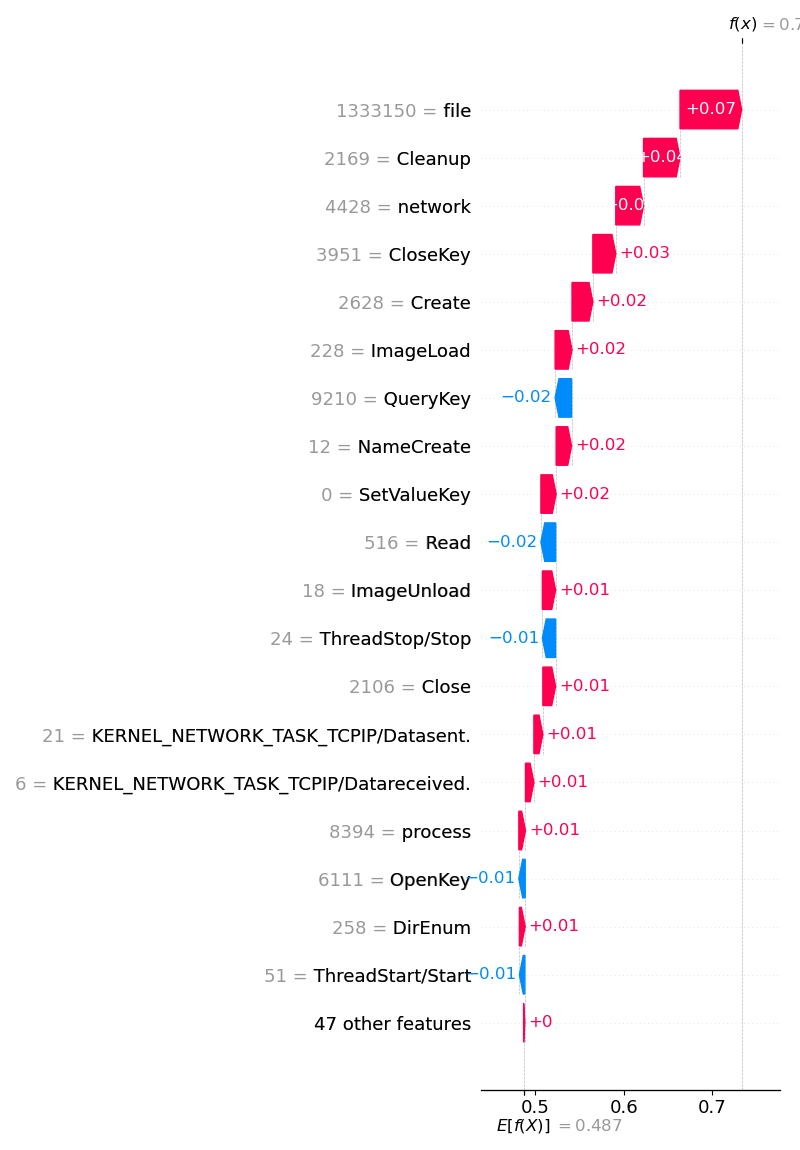 f(x) = 0.7
1333150 = file
+0.07
2169 = Cleanup
+0.04
4428 = network
3951 = CloseKey
+0.03
2628 = Create
+0.02
228 = ImageLoad
+0.02
9210 = QueryKey
−0.02
12 = NameCreate
+0.02
0 = SetValueKey
+0.02
516 = Read
−0.02
18 = ImageUnload
+0.01
24 = ThreadStop/Stop
−0.01
2106 = Close
+0.01
21 = KERNEL_NETWORK_TASK_TCPIP/Datasent.
+0.01
6 = KERNEL_NETWORK_TASK_TCPIP/Datareceived.
+0.01
8394 = process
+0.01
6111 = OpenKey
−0.01
258 = DirEnum
+0.01
51 = ThreadStart/Start
−0.01
47 other features
+0
0.5 0.6 0.7
E[f(X)] = 0.487